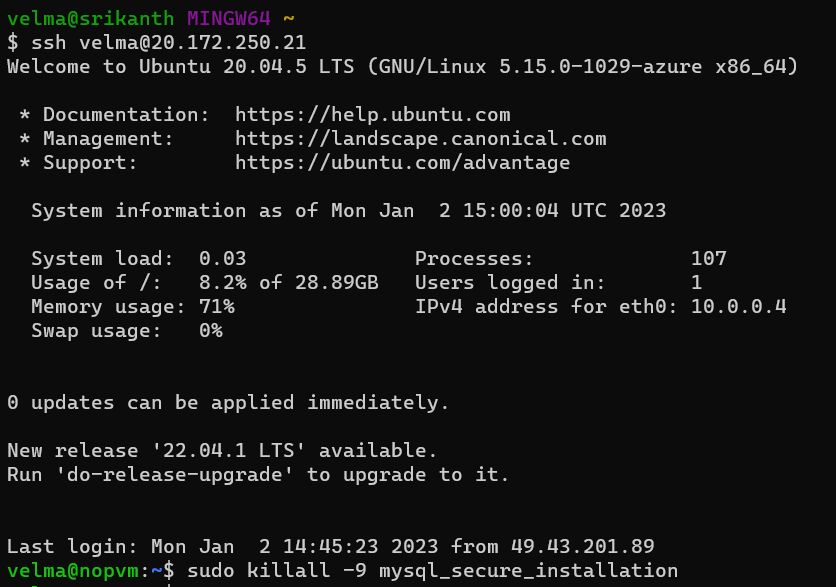 velma@srikanth MINGW64 ~
$ ssh velma@20.172.250.21
Welcome to Ubuntu 20.04.5 LTS (GNU/Linux 5.15.0-1029-azure x86_64)
* Documentation:  https://help.ubuntu.com
* Management:     https://landscape.canonical.com
* Support:        https://ubuntu.com/advantage
System information as of Mon Jan  2 15:00:04 UTC 2023
System load:  0.03              Processes:             107
Usage of /:   8.2% of 28.89GB   Users logged in:       1
Memory usage: 71%               IPv4 address for eth0: 10.0.0.4
Swap usage:   0%
0 updates can be applied immediately.
New release '22.04.1 LTS' available.
Run 'do-release-upgrade' to upgrade to it.
Last login: Mon Jan  2 14:45:23 2023 from 49.43.201.89
velma@nopvm:~$ sudo killall -9 mysql_secure_installation